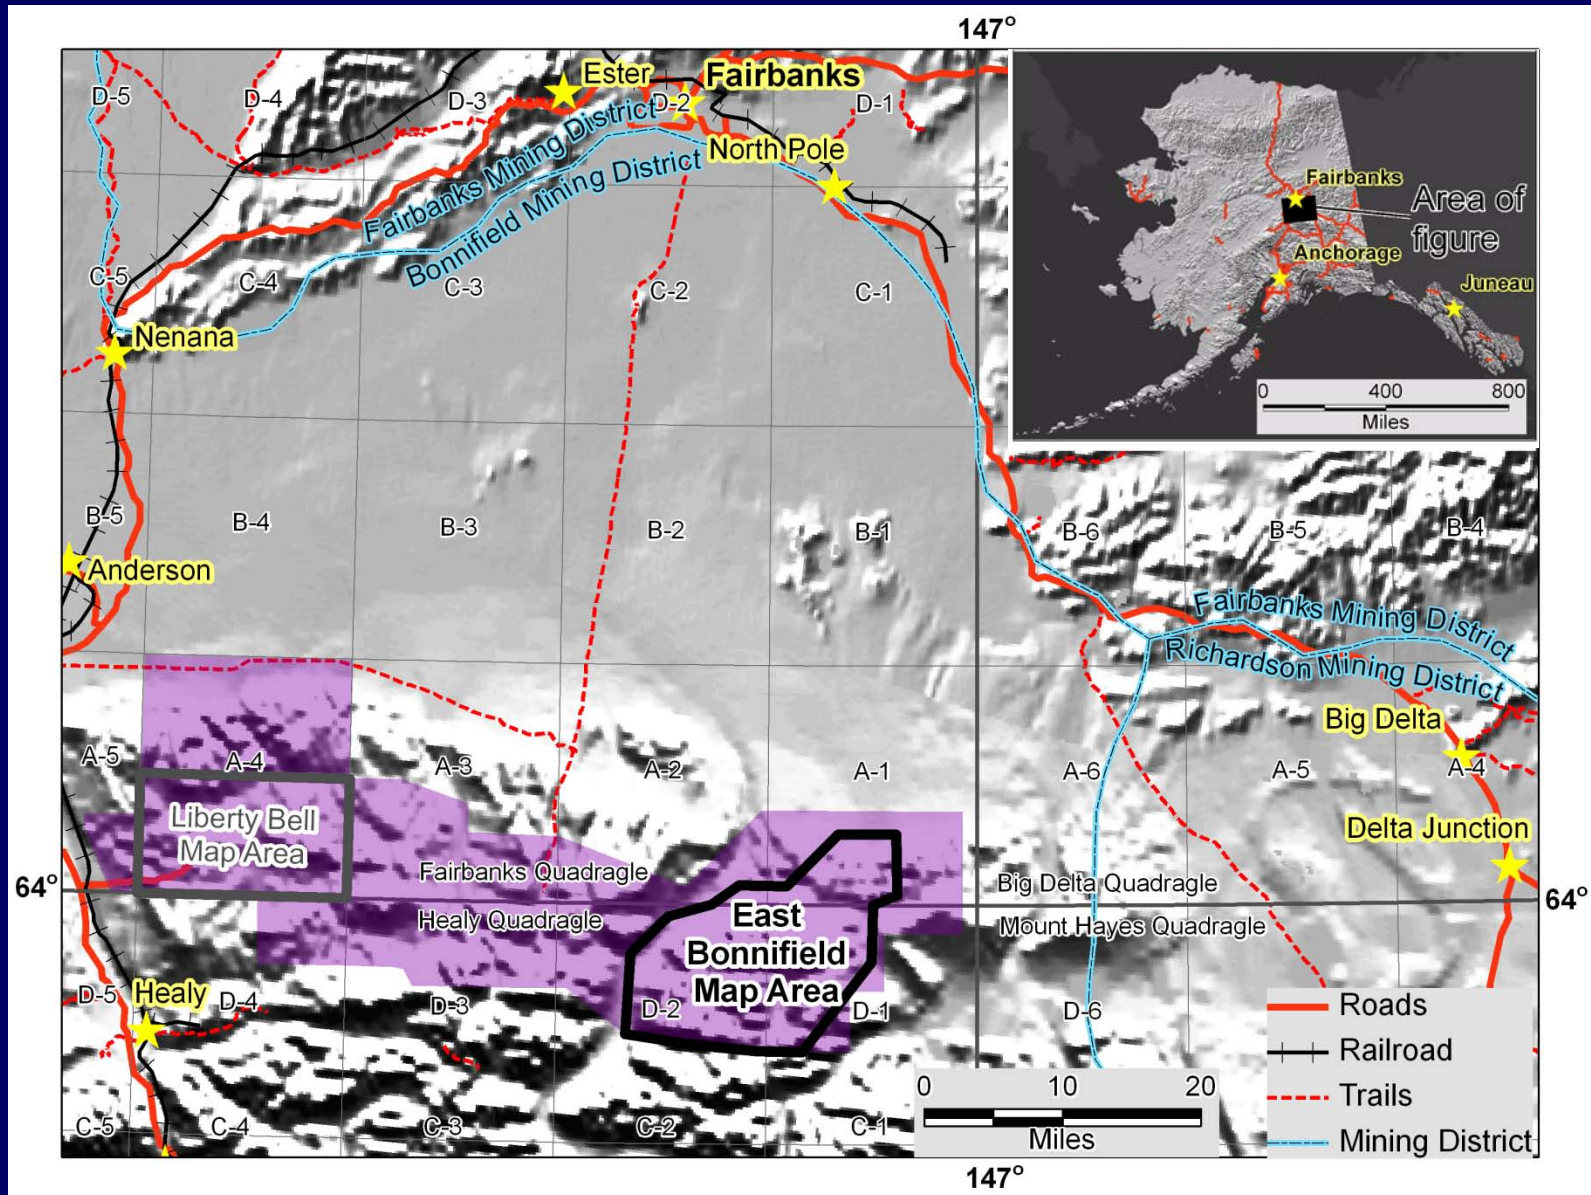 147°
Ester
Fairbanks
D-5
D-4
D-3
D-2
D-1
Fairbanks Mining District
Bonnifield Mining District
North Pole
C-5
C-4
C-3
C-2
C-1
Nenana
Fairbanks
Area of
figure
Anchorage
Juneau
0 400 800
Miles
B-5
B-4
B-3
B-2
B-1
B-6
B-5
B-4
Anderson
Fairbanks Mining District
Richardson Mining District
Big Delta
A-5
A-4
A-3
A-2
A-1
A-6
A-5
A-4
Liberty Bell
Map Area
Delta Junction
64°
Fairbanks Quadragle
Healy Quadragle
Big Delta Quadragle
Mount Hayes Quadragle
64°
East
Bonnifield
Map Area
D-5
Healy
D-4
D-3
D-2
D-1
D-6
C-5
C-4
C-3
C-2
C-1
0 10 20
Miles
Roads
Railroad
Trails
Mining District
147°